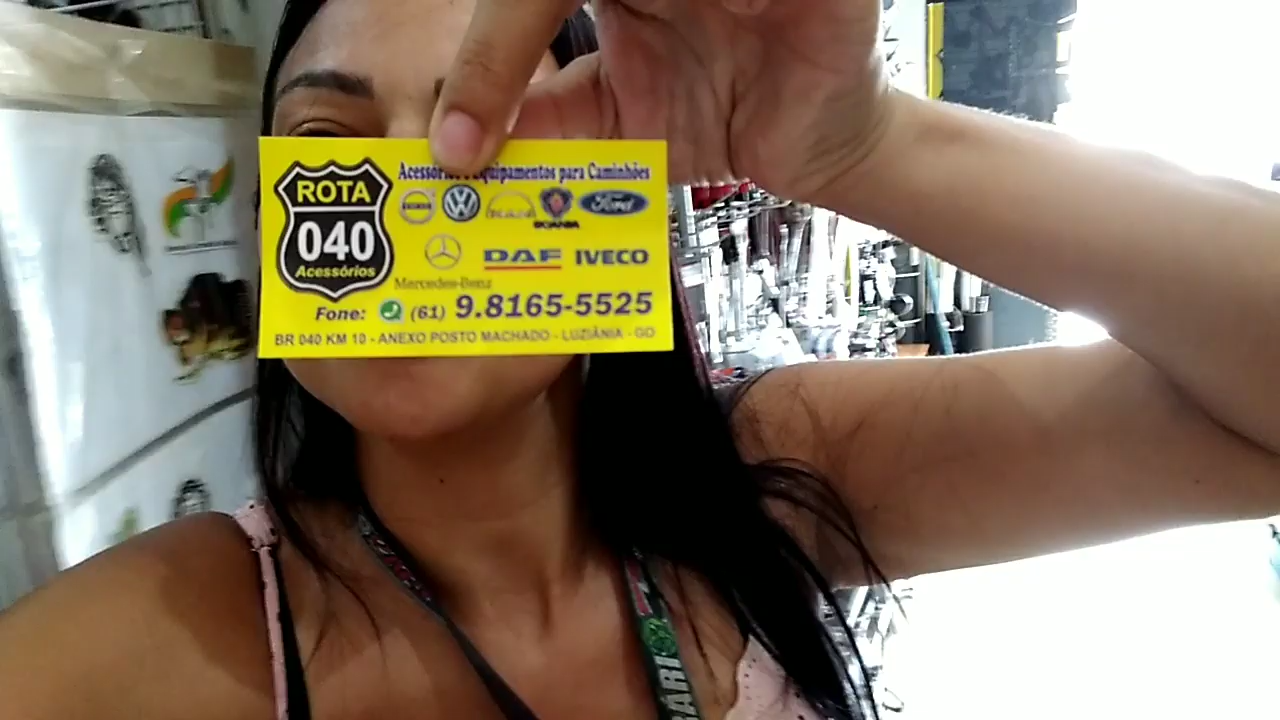 ROTA
040
Acessórios
Equipamentos para Caminhões
VOLVO
MAN
SCANIA
Ford
Mercedes-Benz
DAF IVECO
Fone: (61) 9.8165-5525
BR 040 KM 10 - ANEXO POSTO MACHADO - LUZIÂNIA - GO